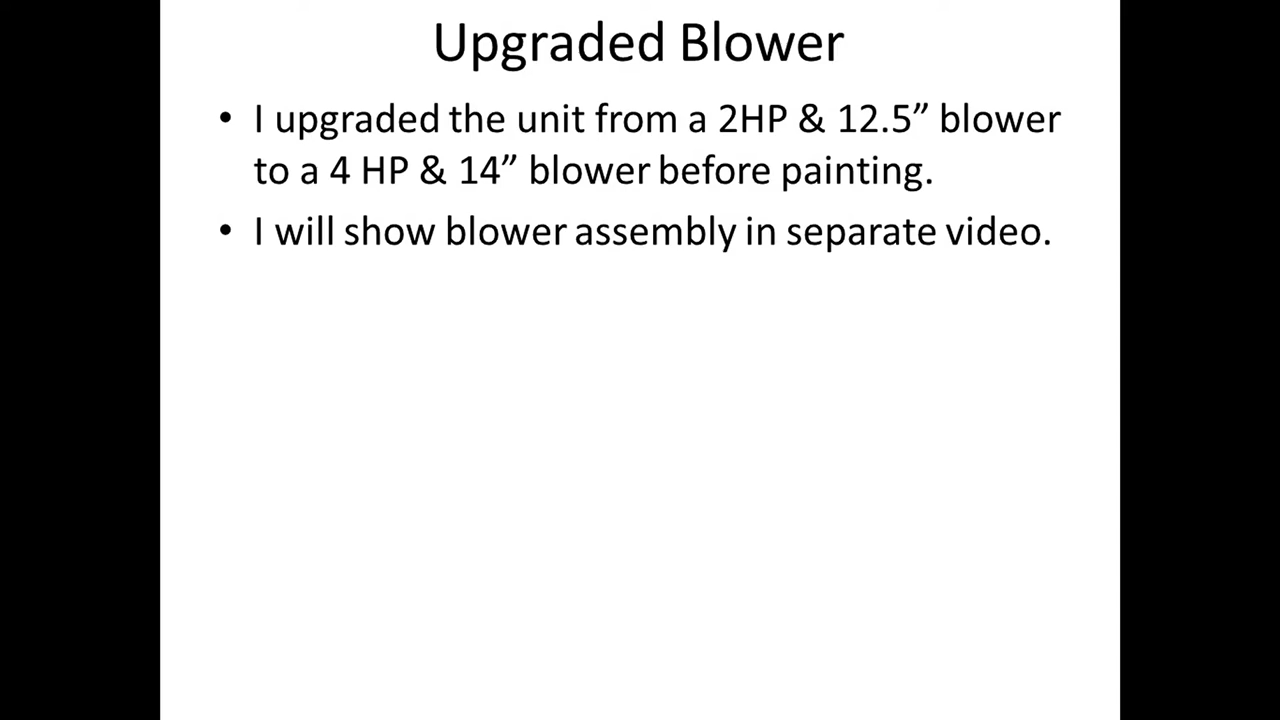 Upgraded Blower
• I upgraded the unit from a 2HP & 12.5” blower
to a 4 HP & 14” blower before painting.
• I will show blower assembly in separate video.